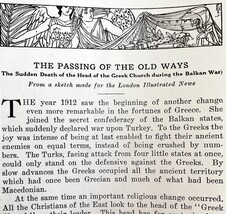 THE PASSING OF THE OLD WAYS
(The Sudden Death of the Head of the Greek Church during the Balkan War)
From a sketch made for the London Illustrated News
THE year 1912 saw the beginning of another change
even more remarkable in the fortunes of Greece. She
joined the secret confederacy of the Balkan states,
which suddenly declared war upon Turkey. To the Greeks the
joy was intense of being at last enabled to fight their ancient
enemies on equal terms, instead of being crushed by num-
bers. The Turks, facing attack from four little states at once,
could only stand on the defensive against the Greeks. By
slow advances the Greeks occupied all the ancient territory
which had once been Grecian and much of what had been
Macedonian.
At the same time an important religious change occurred.
All the Christians of the East look to the head of the "Greek